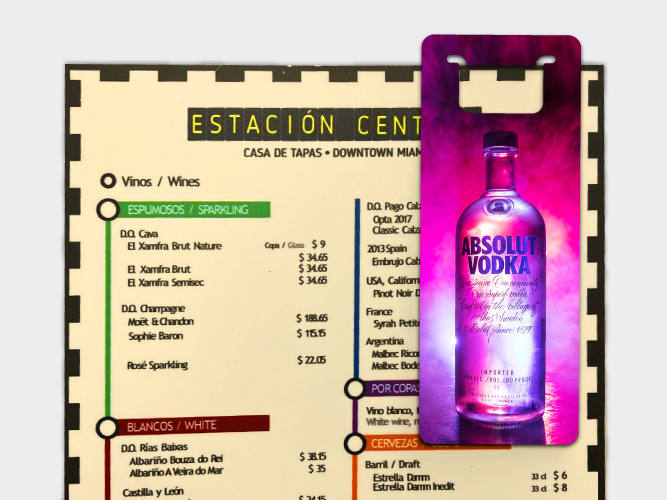 ESTACIÓN CENT
CASA DE TAPAS • DOWNTOWN MIAM
Vinos / Wines
ESPUMOSOS / SPARKLING
D.O. Cava
El Xamfra Brut Nature Copa / Glass $ 9
$ 34.65
El Xamfra Brut $ 34.65
El Xamfra Semisec $ 34.65
D.O. Champagne
Moët & Chandon $ 188.65
Sophie Baron $ 115.15
Rosé Sparkling $ 22.05
BLANCOS / WHITE
D.O. Rías Baixas
Albariño Bouza do Rei $ 38.15
Albariño A Veira do Mar $ 35
Castilla y León
D.O. Pago Calz
Opta 2017
Classic Calza
2013 Spain
Embrujo Cab
USA, Californ
Pinot Noir D
France
Syrah Petite
Argentina
Malbec Rico
Malbec Bode
POR COPAS
Vino blanco, t
White wine, r
CERVEZAS
Barril / Draft
Estrella Damm 33 cl $ 6
Estrella Damm Inedit 33 cl $ 8
ABSOLUT
VODKA
IMPORTED